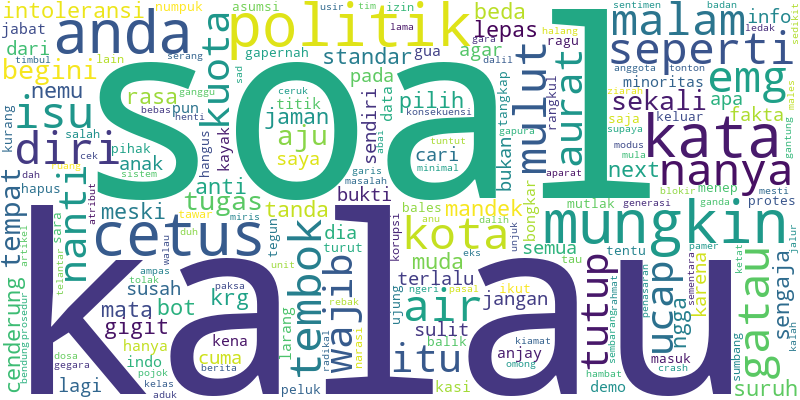 intoleransi
numpuk
asumsi
usir
tim
izin
beda
malam
info
sentimen
badan
sedikit
jabat
anda
politik
lama
lepas
halang
ragu
ledak
dari
timbul
lain
serang
gapernah
standar
gua
gara
dalil
agar
seperti
begini
nemu
ganggu
sad
ceruk
pada
data
tangkap
rangkul
anggota
tonton
minoritas
emg
kurang
isu
rasa
kuota
soal
titik
pilih
konsekuensi
mulut
aurat
sekali
apa
ziarah
males
salah
pun
bebas
henti
jaman
sendiri
bukan
saja
keluar
fakta
gantung
diri
pihak
cek
hangus
kayak
aju
saya
cari
abai
tuntut
gapura
kata
supaya
dah
ruang
sistem
anak
anti
garis
masalah
minimal
aparat
next
modus
mula
nanya
tempat
hapus
nanti
atribut
tugas
bukti
bales
mandek
bongkar
blokir
menep
mesti
artikel
sara
meski
tawar
miris
tanda
dia
turut
korupsi
anu
dalih
mutlak
ganda
generasi
protes
telantar
cetus
duh
tegun
tembok
wajib
muda
kota
unjuk
semua
mungkin
tentu
pamer
jalur
cenderung
ampas
walau
unit
terlalu
eks
tau
ucap
penasaran
karena
sementara
ketat
sengaja
tolak
susah
krg
larang
ngeri
pasal
ikut
tutup
ngga
gatau
kalah
kalau
mata
bot
paksa
rebak
itu
air
jangan
sembarang
rahmat
prosedur
bendung
gigit
kena
radikal
ujung
sulit
kiamat
masuk
sumbang
dosa
hanya
cuma
narasi
balik
anjay
hambat
crash
gegara
lagi
pojok
indo
berita
peluk
kasi
omong
demo
suruh
kelas
aduk